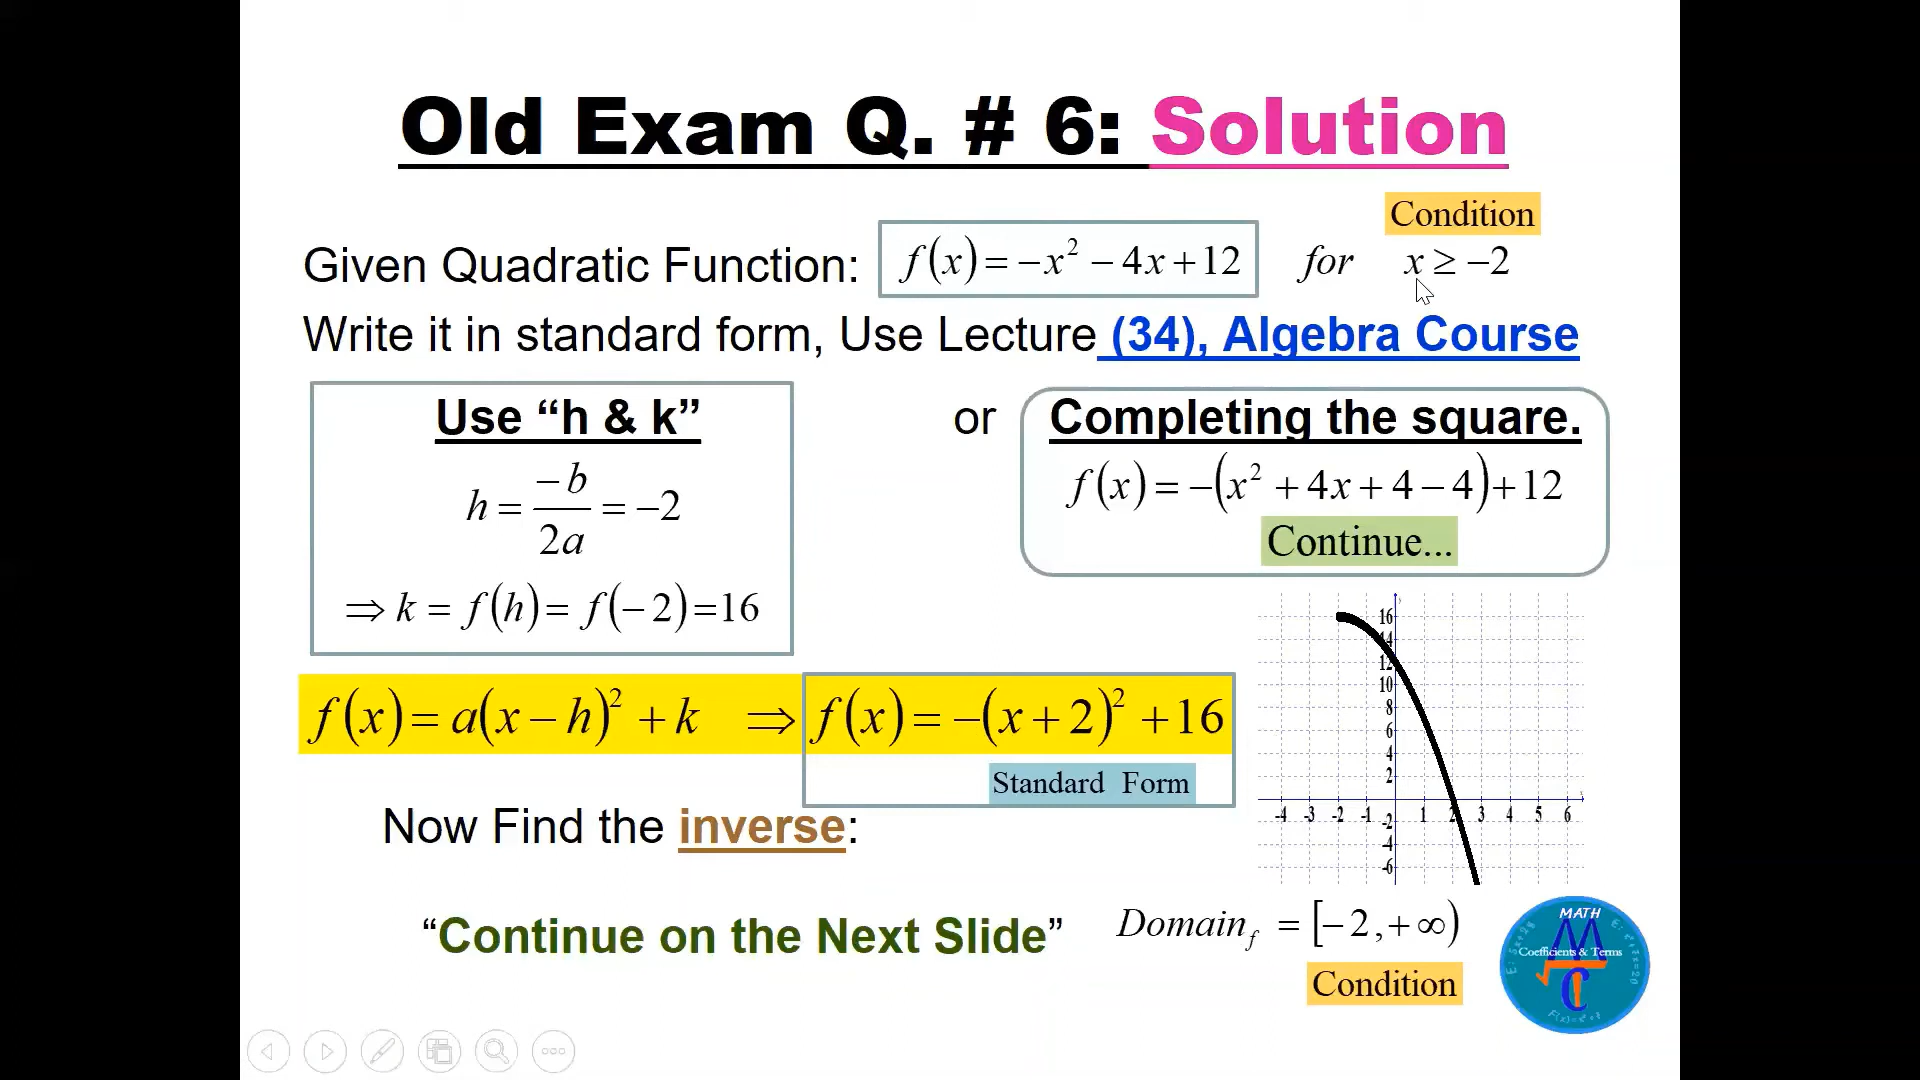 Old Exam Q. # 6: Solution
Condition
Given Quadratic Function: f(x) = −x² − 4x + 12 for x ≥ −2
Write it in standard form, Use Lecture (34), Algebra Course
Use “h & k”
h = −b/2a = −2
⇒ k = f(h) = f(−2) = 16
or
Completing the square.
f(x) = −(x² + 4x + 4 − 4) + 12
Continue...
f(x) = a(x − h)² + k ⇒ f(x) = −(x + 2)² + 16
Standard Form
Now Find the inverse:
“Continue on the Next Slide”
16
14
12
10
8
6
4
2
-4 -3 -2 -1 1 2 3 4 5 6
-2
-4
-6
Domain_f = [−2, +∞)
Condition
MATH
Coefficients & Terms